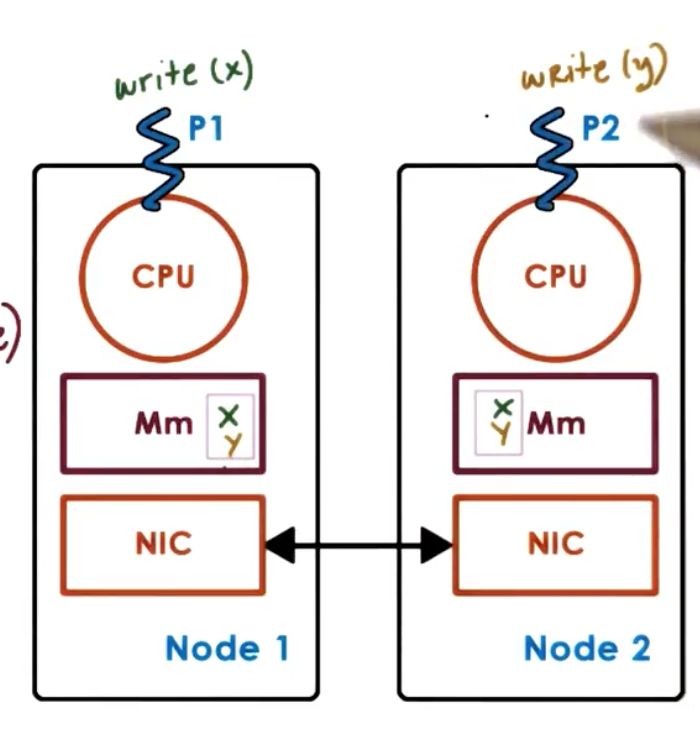 write (x)
write (y)
P1
P2
CPU
CPU
Mm
x
y
x
y
Mm
NIC
NIC
Node 1
Node 2